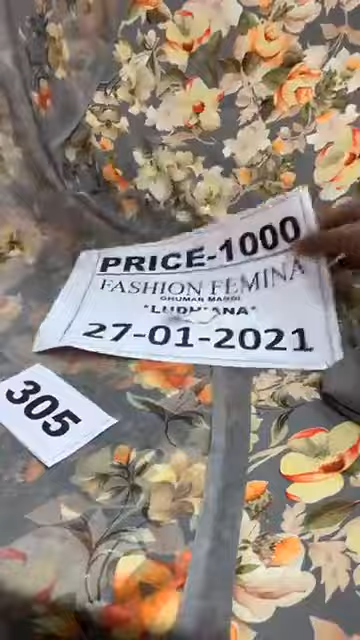 PRICE-1000
FASHION FEMINA
GHUMAR MANDI
*LUDHIANA*
27-01-2021
305